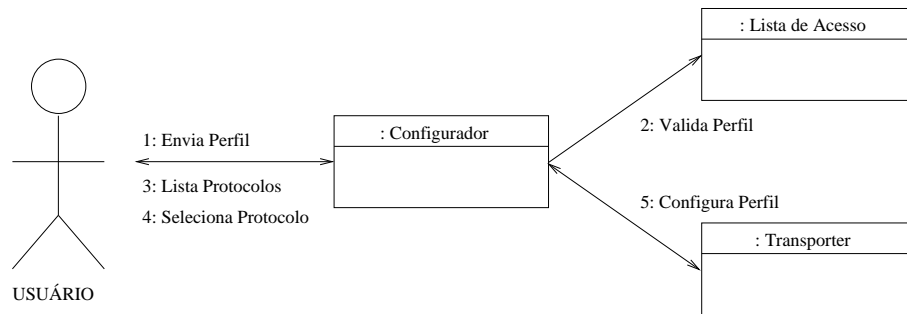 : Lista de Acesso
1: Envia Perfil
: Configurador
2: Valida Perfil
3: Lista Protocolos
4: Seleciona Protocolo
5: Configura Perfil
: Transporter
USUÁRIO